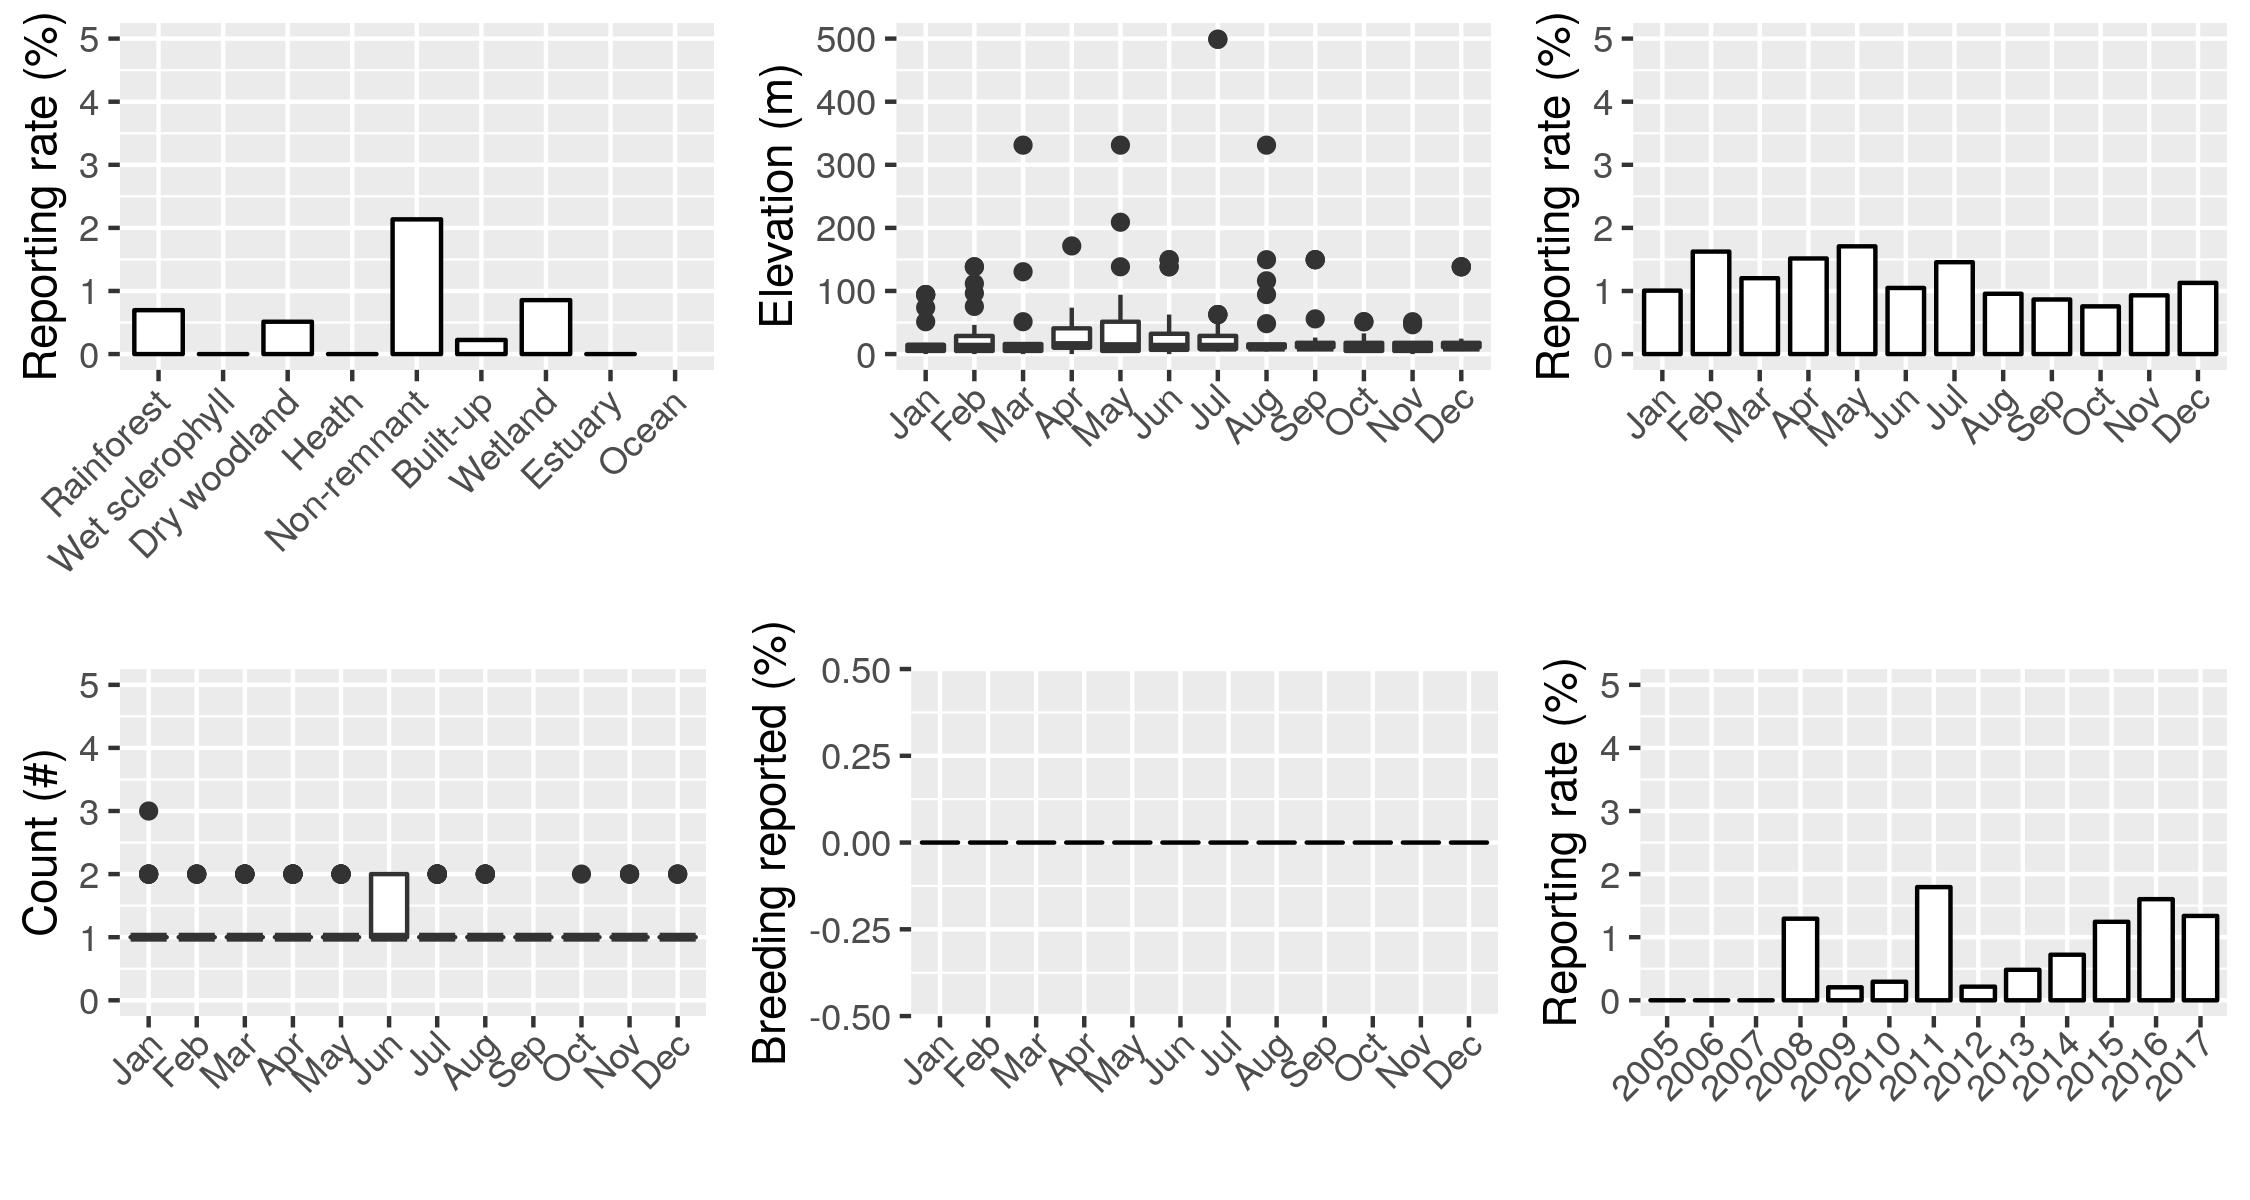 Reporting rate (%)
5
4
3
2
1
0
Rainforest
Wet sclerophyll
Dry woodland
Heath
Non-remnant
Built-up
Wetland
Estuary
Ocean
Elevation (m)
500
400
300
200
100
0
Jan
Feb
Mar
Apr
May
Jun
Jul
Aug
Sep
Oct
Nov
Dec
Reporting rate (%)
5
4
3
2
1
0
Jan
Feb
Mar
Apr
May
Jun
Jul
Aug
Sep
Oct
Nov
Dec
Count (#)
5
4
3
2
1
0
Jan
Feb
Mar
Apr
May
Jun
Jul
Aug
Sep
Oct
Nov
Dec
Breeding reported (%)
0.50
0.25
0.00
-0.25
-0.50
Jan
Feb
Mar
Apr
May
Jun
Jul
Aug
Sep
Oct
Nov
Dec
Reporting rate (%)
5
4
3
2
1
0
2005
2006
2007
2008
2009
2010
2011
2012
2013
2014
2015
2016
2017